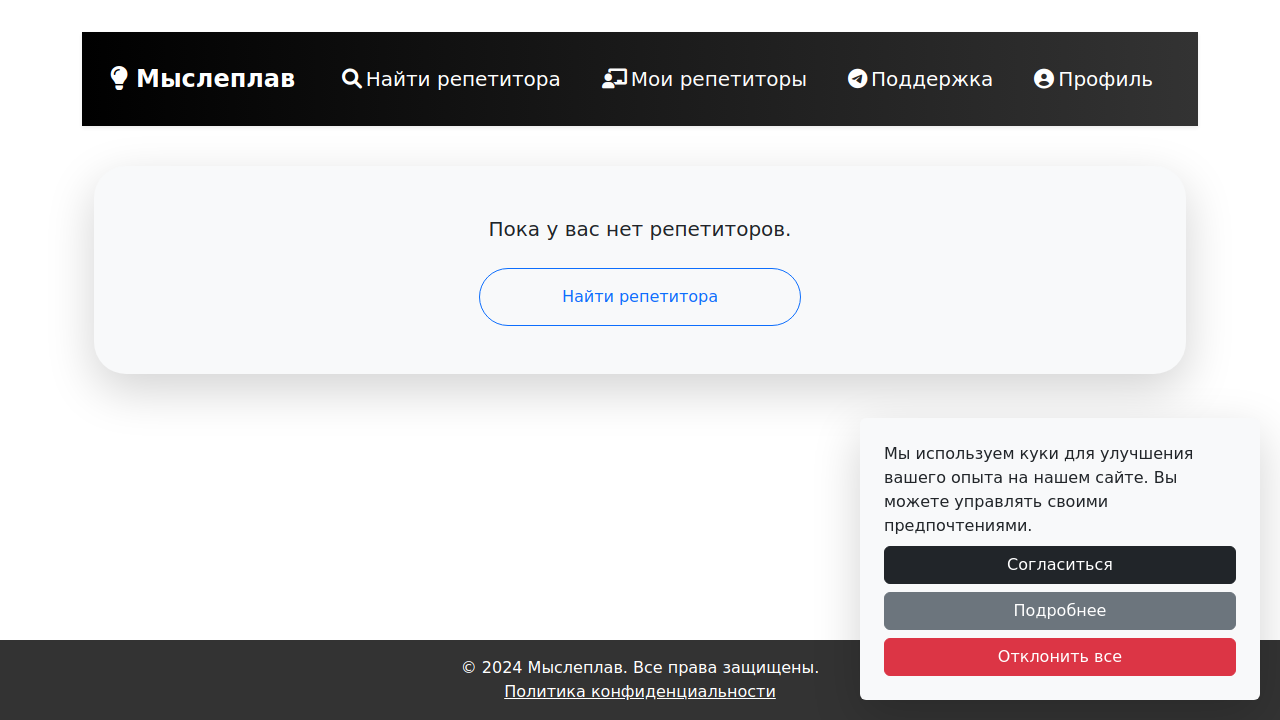 Мыслеплав
Найти репетитора
Мои репетиторы
Поддержка
Профиль
Пока у вас нет репетиторов.
Найти репетитора
Мы используем куки для улучшения
вашего опыта на нашем сайте. Вы
можете управлять своими
предпочтениями.
Согласиться
Подробнее
Отклонить все
© 2024 Мыслеплав. Все права защищены.
Политика конфиденциальности